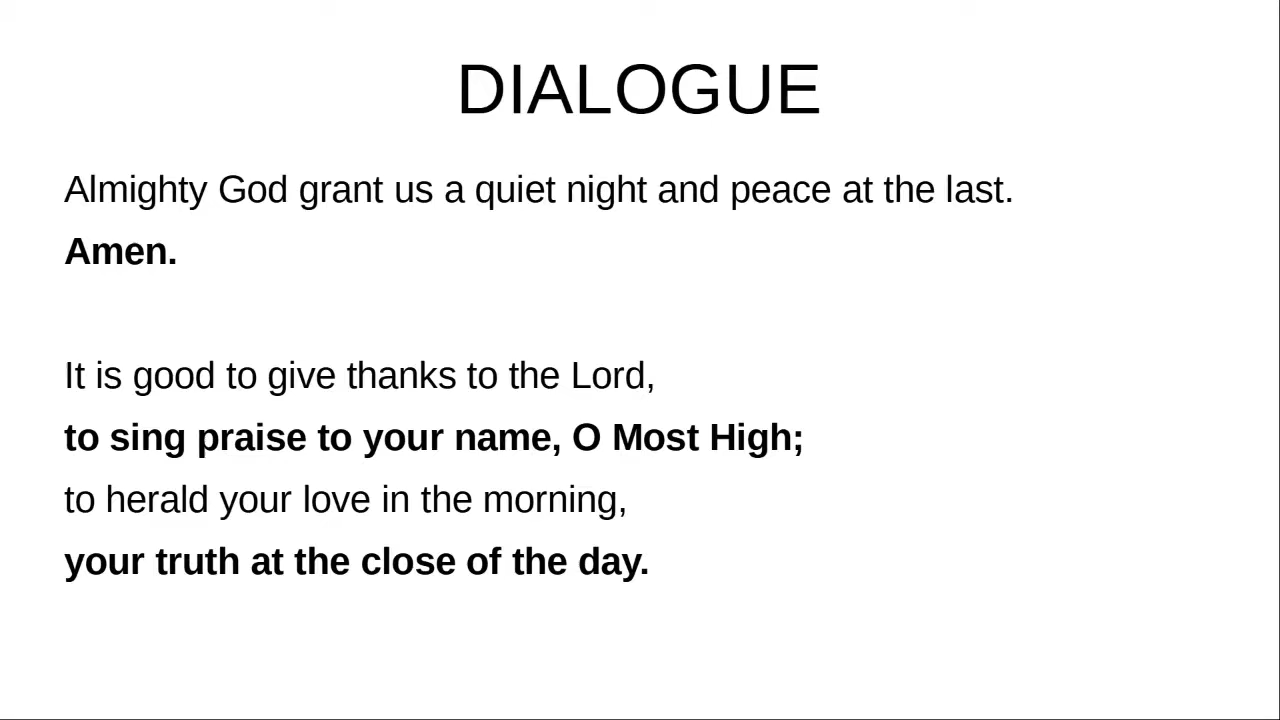 DIALOGUE
Almighty God grant us a quiet night and peace at the last.
Amen.
It is good to give thanks to the Lord,
to sing praise to your name, O Most High;
to herald your love in the morning,
your truth at the close of the day.